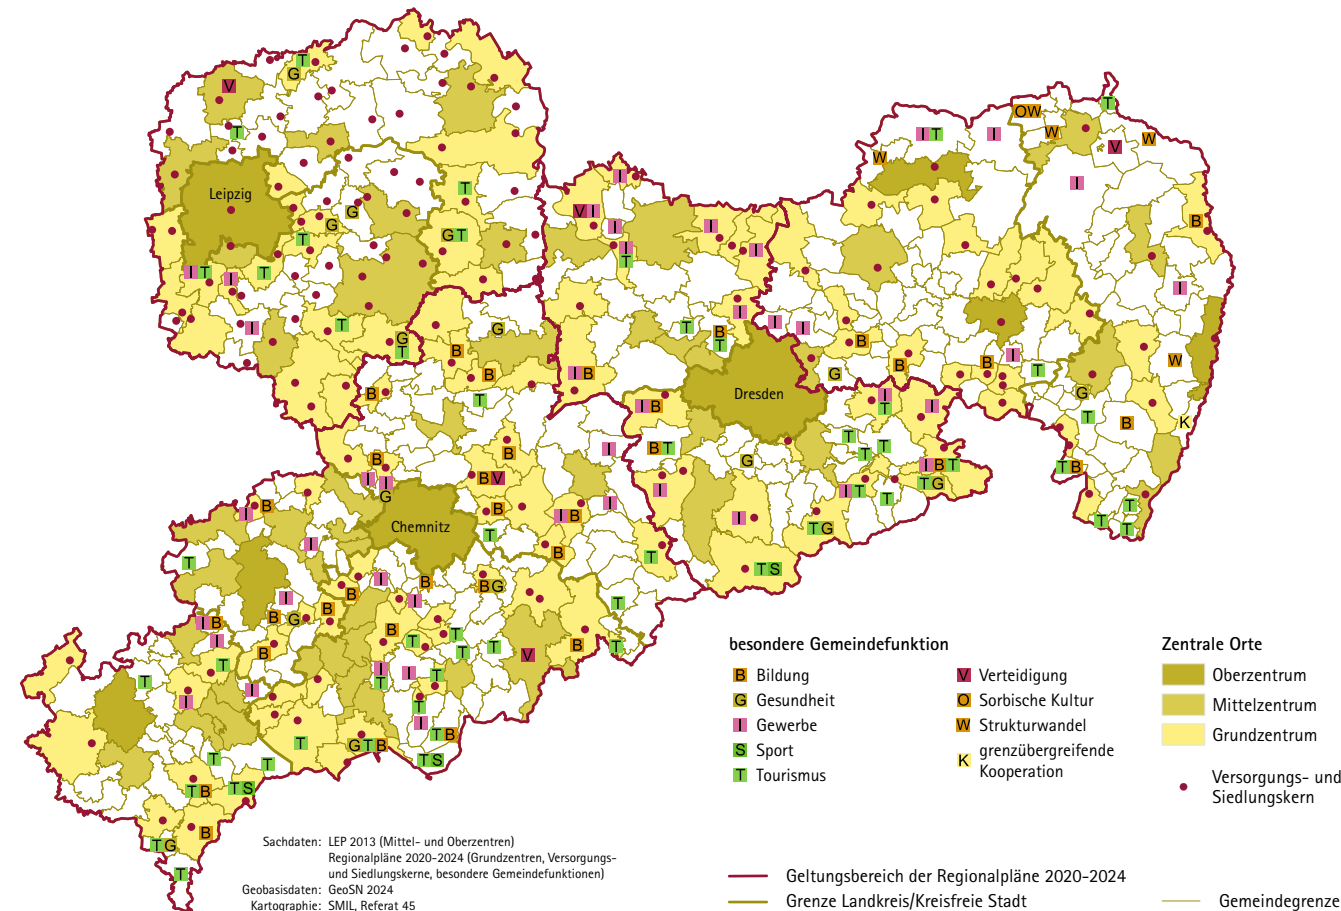 Leipzig
Dresden
Chemnitz
besondere Gemeindefunktion
B Bildung
G Gesundheit
I Gewerbe
S Sport
T Tourismus
V Verteidigung
O Sorbische Kultur
W Strukturwandel
K grenzübergreifende
Kooperation
Zentrale Orte
Oberzentrum
Mittelzentrum
Grundzentrum
Versorgungs- und
Siedlungskern
Sachdaten: LEP 2013 (Mittel- und Oberzentren)
Regionalpläne 2020-2024 (Grundzentren, Versorgungs-
und Siedlungskerne, besondere Gemeindefunktionen)
Geobasisdaten: GeoSN 2024
Kartographie: SMIL, Referat 45
Geltungsbereich der Regionalpläne 2020-2024
Grenze Landkreis/Kreisfreie Stadt
Gemeindegrenze